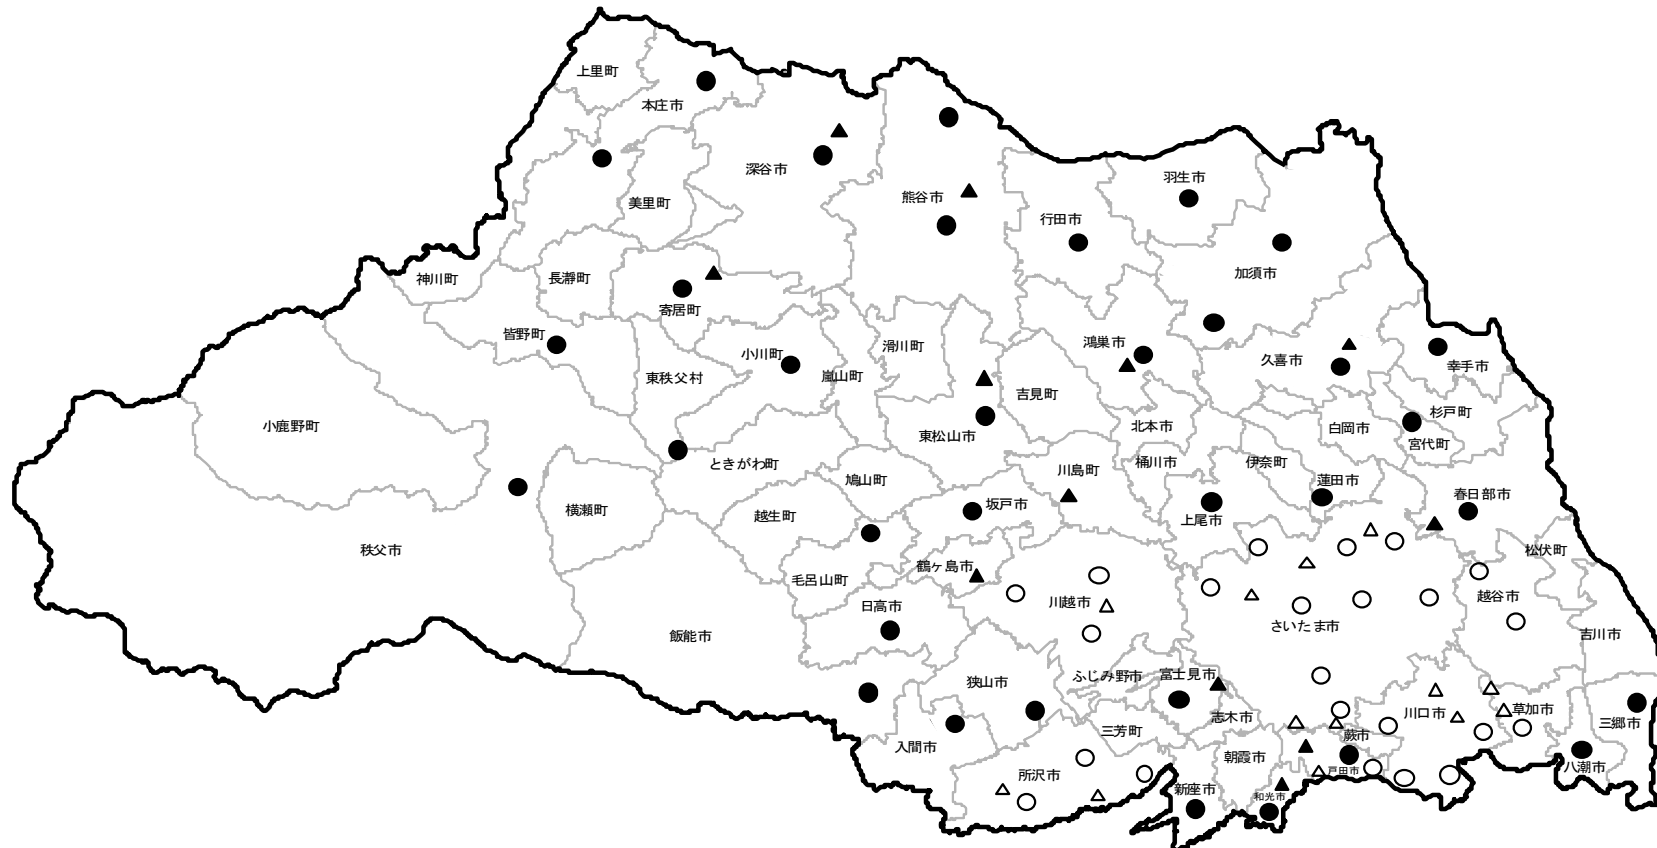 上里町
本庄市
深谷市
羽生市
美里町
熊谷市
行田市
神川町
長瀞町
加須市
寄居町
皆野町
小川町
滑川町
鴻巣市
久喜市
幸手市
東秩父村
嵐山町
吉見町
杉戸町
小鹿野町
東松山市
北本市
白岡市
宮代町
ときがわ町
川島町
桶川市
伊奈町
鳩山町
蓮田市
春日部市
横瀬町
越生町
坂戸市
上尾市
秩父市
松伏町
毛呂山町
鶴ヶ島市
日高市
川越市
越谷市
飯能市
さいたま市
吉川市
狭山市
ふじみ野市
富士見市
志木市
川口市
草加市
三郷市
入間市
三芳町
蕨市
朝霞市
所沢市
戸田市
八潮市
新座市
和光市